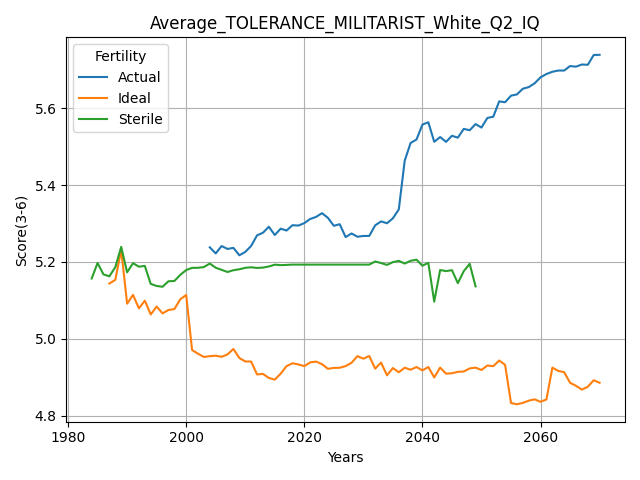 Average_TOLERANCE_MILITARIST_White_Q2_IQ
Fertility
Actual
Ideal
Sterile
Score(3-6)
5.6
5.4
5.2
5.0
4.8
1980
2000
2020
2040
2060
Years